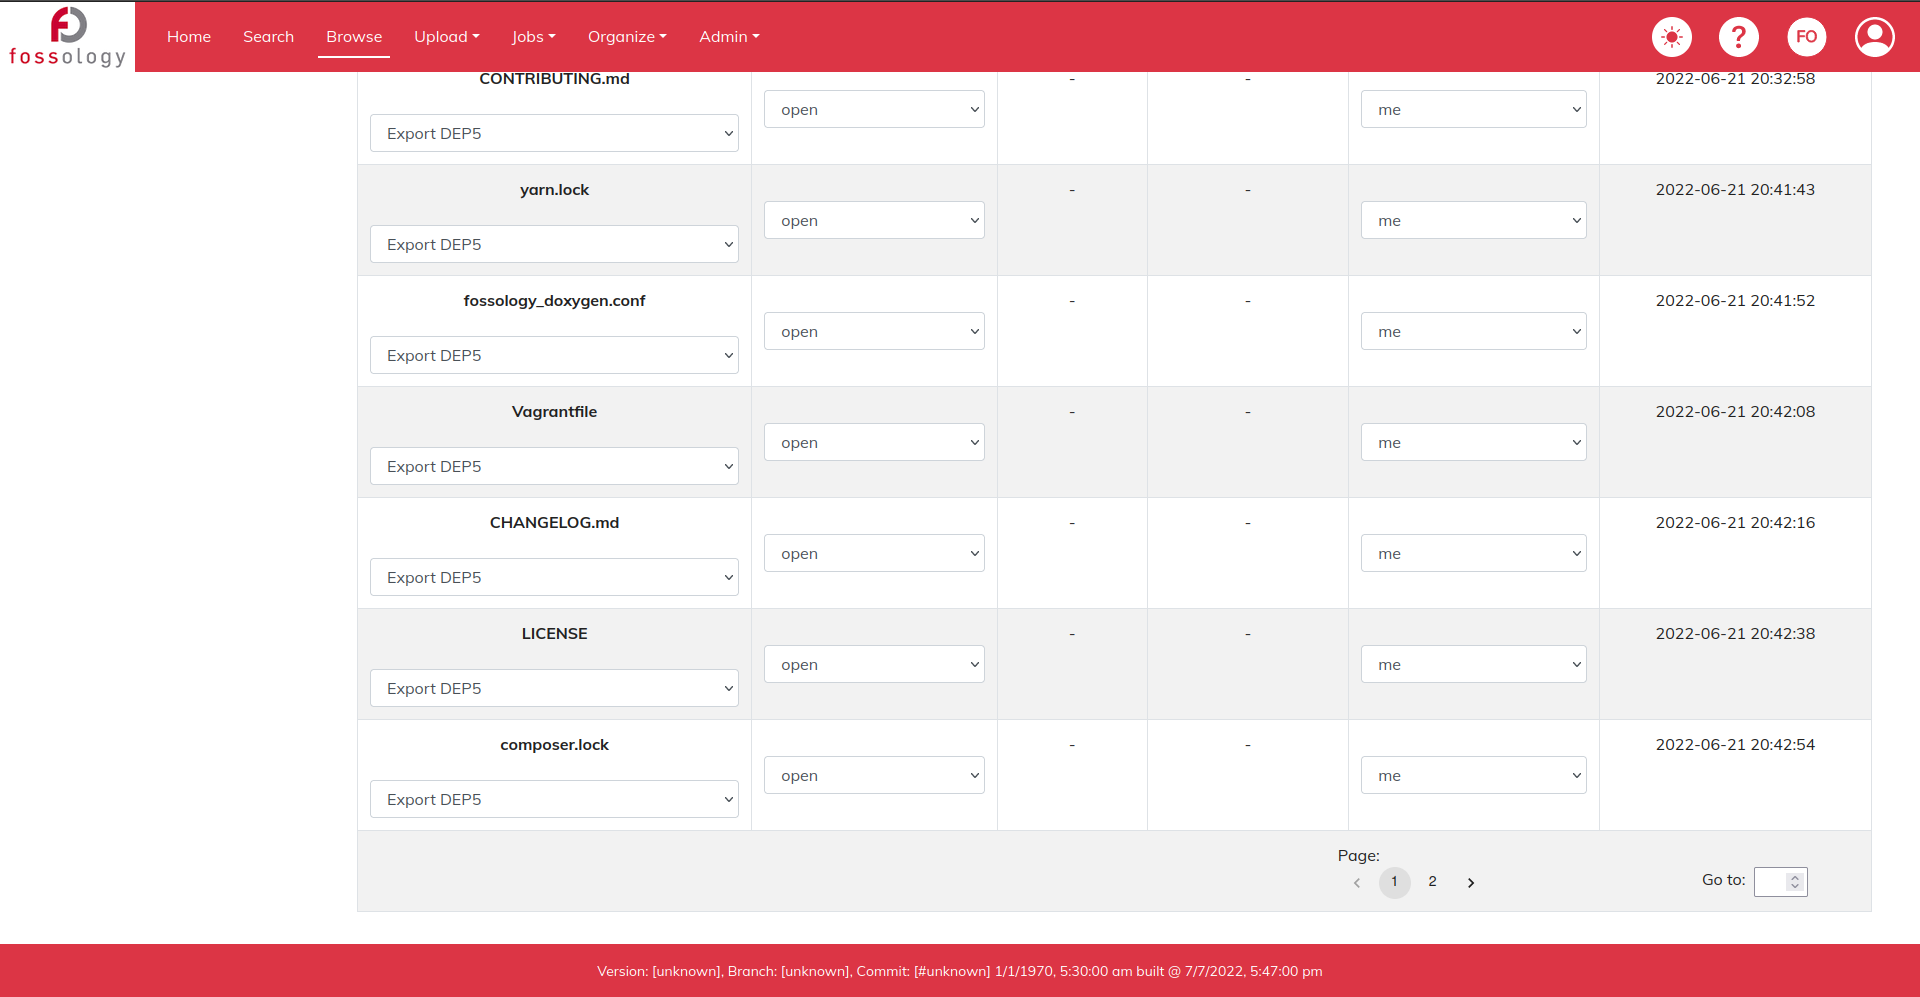 fossology
Home Search Browse Upload Jobs Organize Admin ? FO
CONTRIBUTING.md - - 2022-06-21 20:32:58
open me
Export DEP5
yarn.lock - - 2022-06-21 20:41:43
open me
Export DEP5
fossology_doxygen.conf - - 2022-06-21 20:41:52
open me
Export DEP5
Vagrantfile - - 2022-06-21 20:42:08
open me
Export DEP5
CHANGELOG.md - - 2022-06-21 20:42:16
open me
Export DEP5
LICENSE - - 2022-06-21 20:42:38
open me
Export DEP5
composer.lock - - 2022-06-21 20:42:54
open me
Export DEP5
Page:
‹ 1 2 › Go to:
Version: [unknown], Branch: [unknown], Commit: [#unknown] 1/1/1970, 5:30:00 am built @ 7/7/2022, 5:47:00 pm